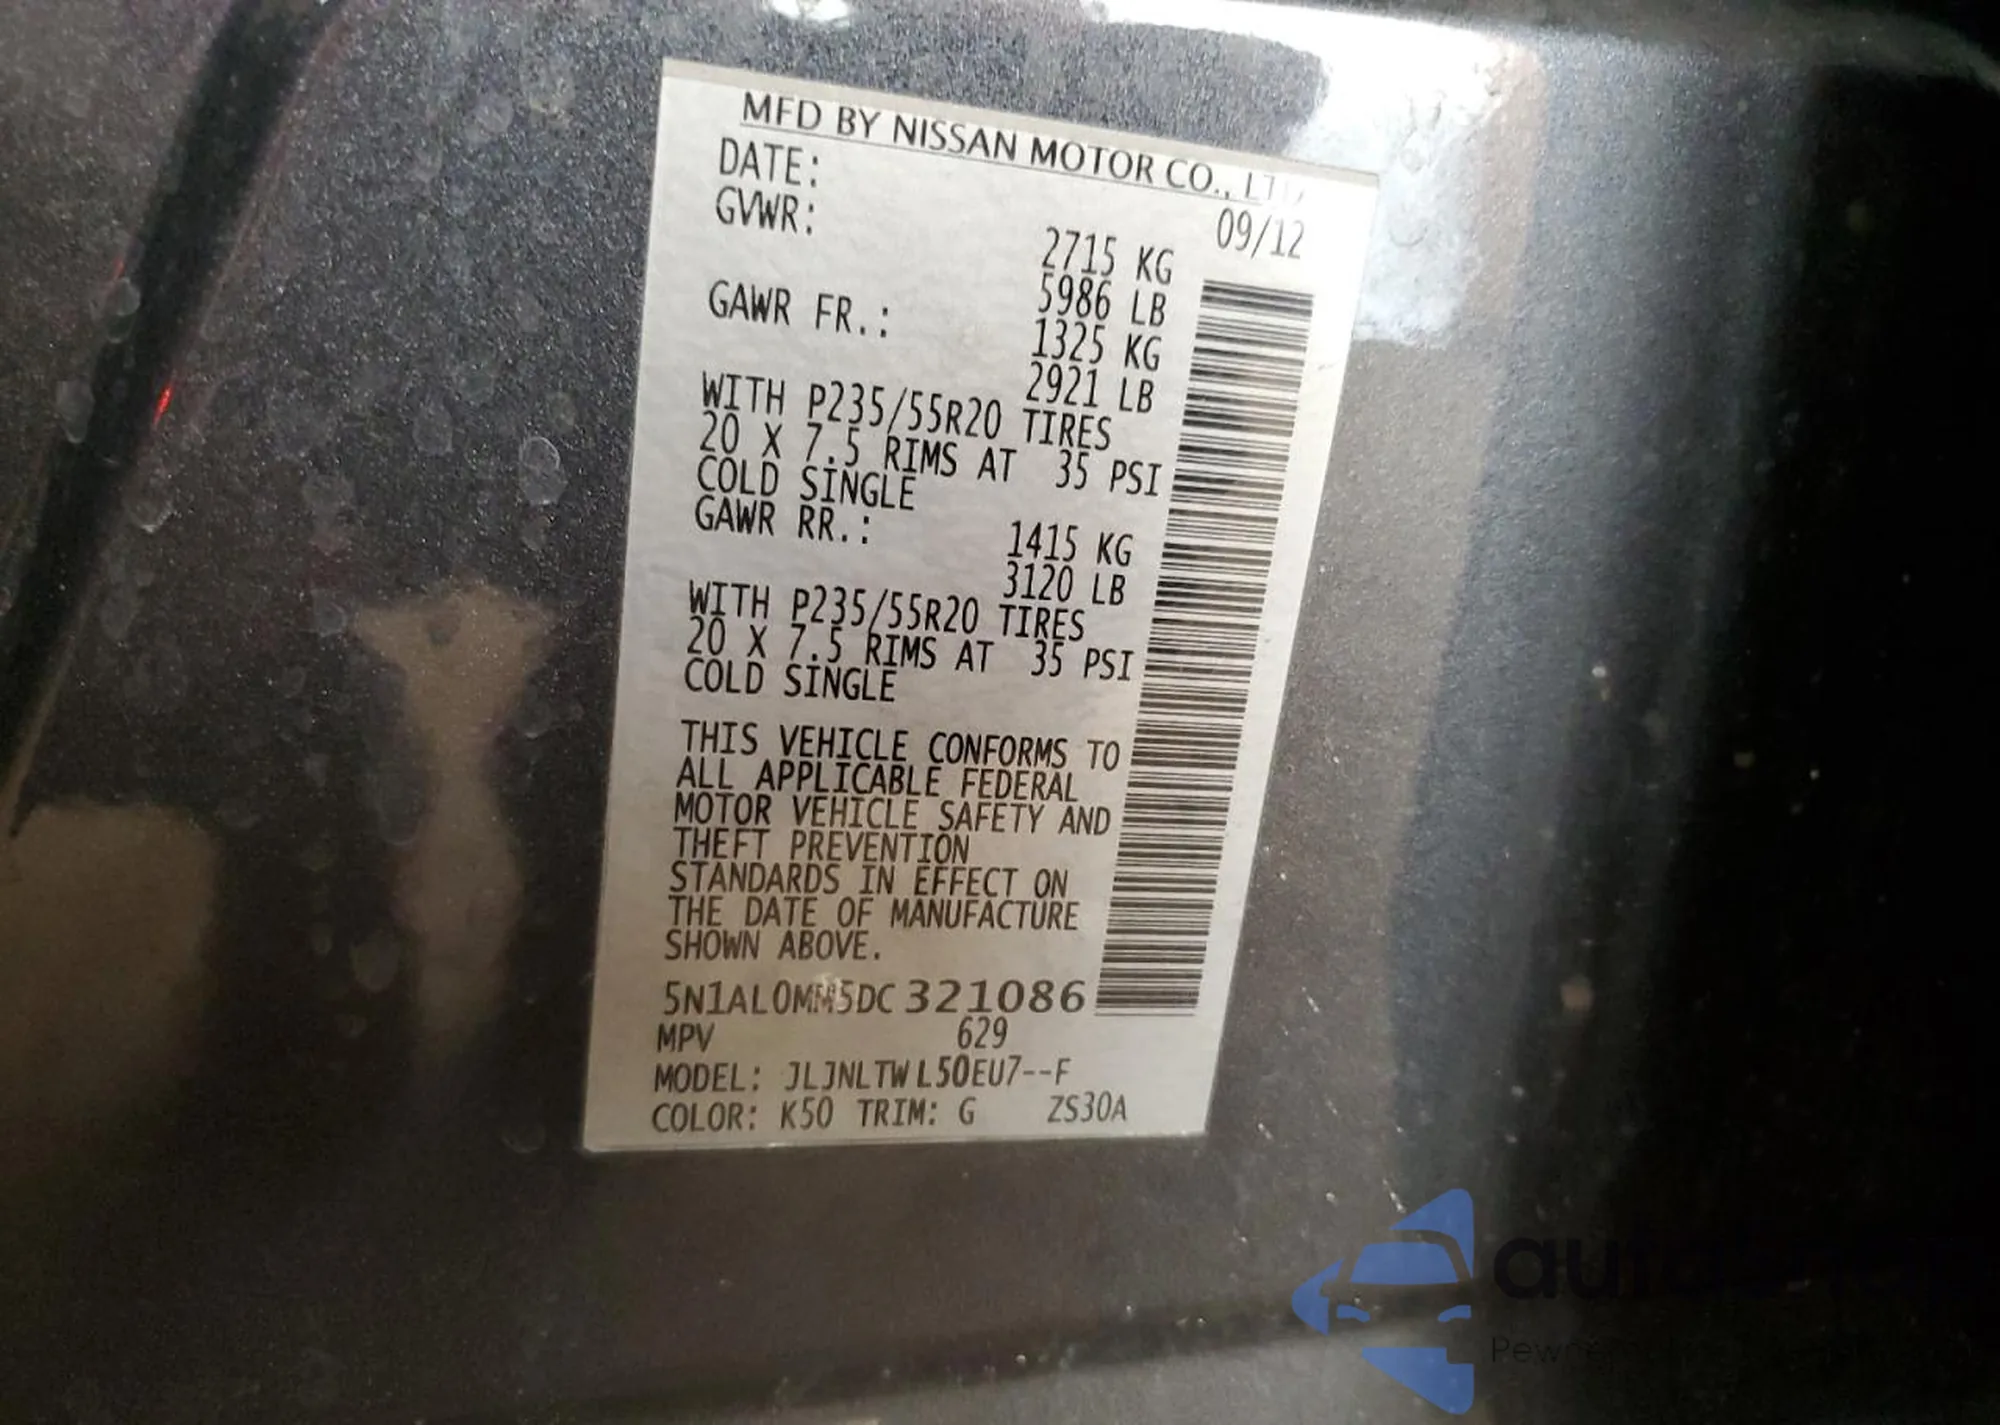 MFD BY NISSAN MOTOR CO., LTD
DATE: 09/12
GVWR: 2715 KG
5986 LB
GAWR FR.: 1325 KG
2921 LB
WITH P235/55R20 TIRES
20 X 7.5 RIMS AT 35 PSI
COLD SINGLE
GAWR RR.: 1415 KG
3120 LB
WITH P235/55R20 TIRES
20 X 7.5 RIMS AT 35 PSI
COLD SINGLE
THIS VEHICLE CONFORMS TO
ALL APPLICABLE FEDERAL
MOTOR VEHICLE SAFETY AND
THEFT PREVENTION
STANDARDS IN EFFECT ON
THE DATE OF MANUFACTURE
SHOWN ABOVE.
5N1AL0MM5DC321086
MPV 629
MODEL: JLJNLTWL50EU7--F
COLOR: K50 TRIM: G ZS30A